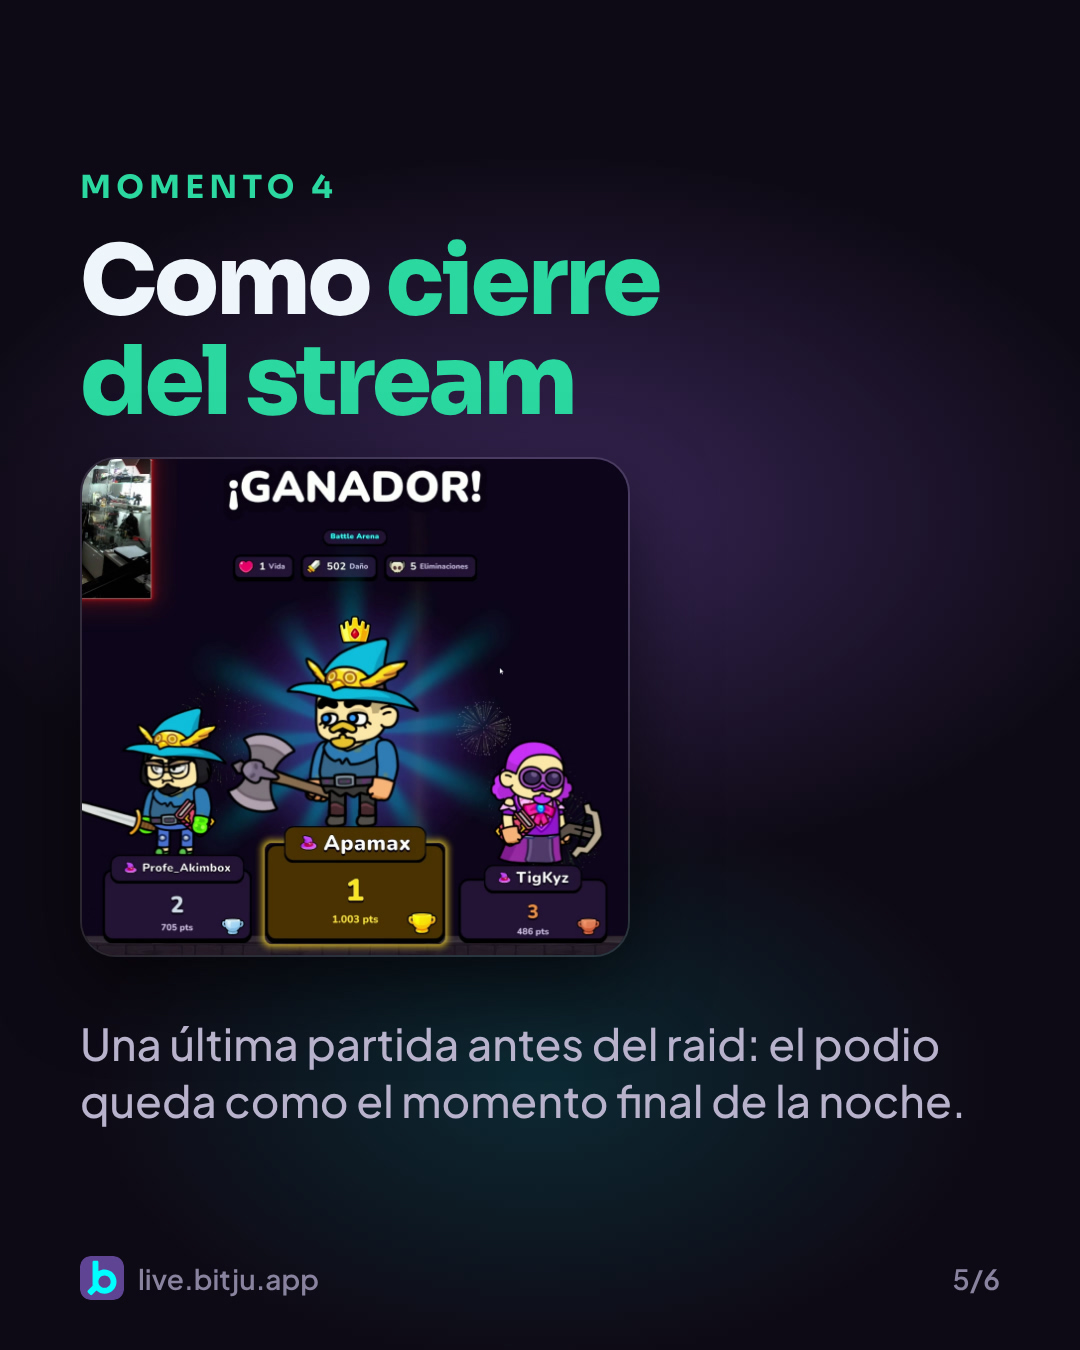 MOMENTO 4
Como cierre
del stream
¡GANADOR!
Battle Arena
1 Vida
502 Daño
5 Eliminaciones
Apamax
1
1.003 pts
Profe_Akimbox
2
705 pts
TigKyz
3
486 pts
Una última partida antes del raid: el podio
queda como el momento final de la noche.
live.bitju.app
5/6